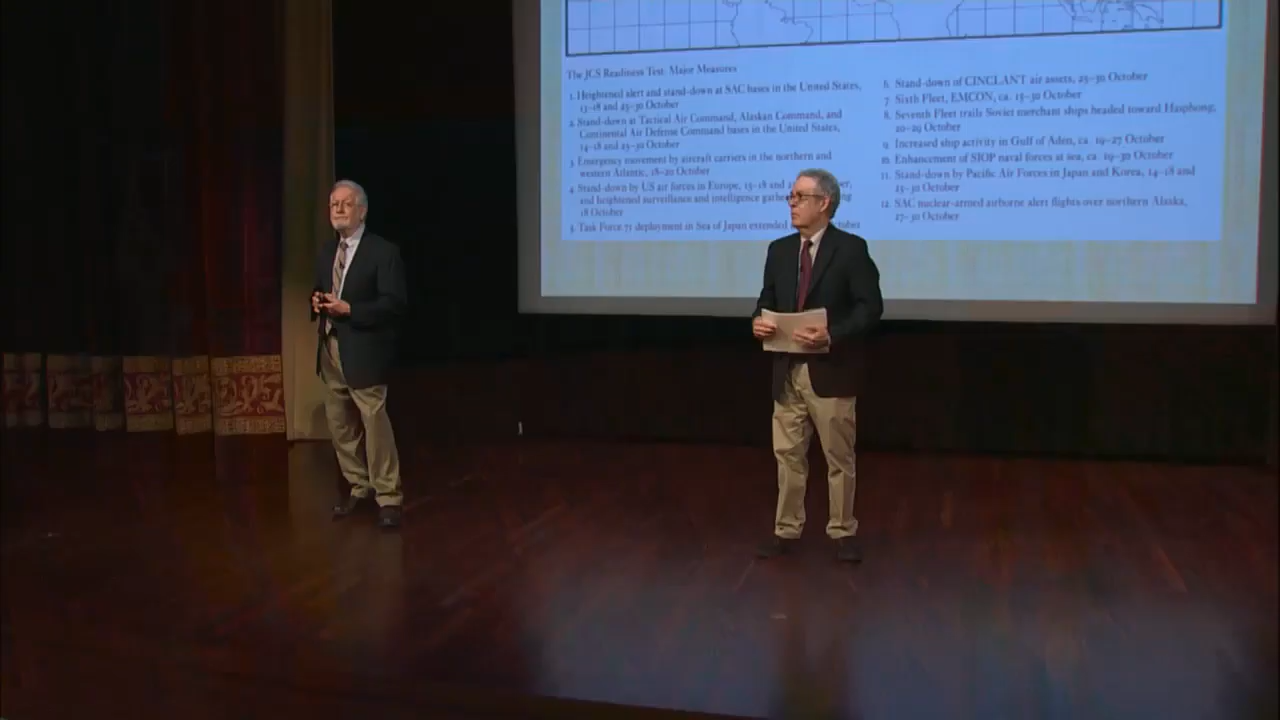 The JCS Readiness Test: Major Measures
1. Heightened alert and stand-down at SAC bases in the United States,
13–18 and 25–30 October
2. Stand-down at Tactical Air Command, Alaskan Command, and
Continental Air Defense Command bases in the United States,
14–18 and 25–30 October
3. Emergency movement by aircraft carriers in the northern and
western Atlantic, 18–20 October
4. Stand-down by US air forces in Europe, 15–18 and
and heightened surveillance and intelligence
18 October
5. Task Force 71 deployment in Sea of Japan extended
6. Stand-down of CINCLANT air assets, 25–30 October
7. Sixth Fleet, EMCON, ca. 15–30 October
8. Seventh Fleet trails Soviet merchant ships headed toward Haiphong,
20–29 October
9. Increased ship activity in Gulf of Aden, ca. 19–27 October
10. Enhancement of SIOP naval forces at sea, ca. 19–30 October
11. Stand-down by Pacific Air Forces in Japan and Korea, 14–18 and
25–30 October
12. SAC nuclear-armed airborne alert flights over northern Alaska,
27–30 October